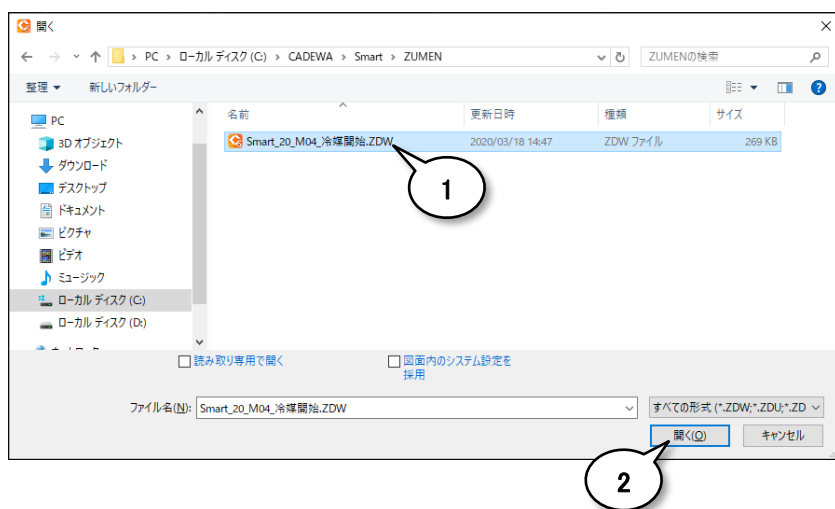 開く
PC > ローカル ディスク (C:) > CADEWA > Smart > ZUMEN
ZUMENの検索
整理 新しいフォルダー
名前 更新日時 種類 サイズ
Smart_20_M04_冷媒開始.ZDW 2020/03/18 14:47 ZDW ファイル 269 KB
1
PC
3D オブジェクト
ダウンロード
デスクトップ
ドキュメント
ピクチャ
ビデオ
ミュージック
ローカル ディスク (C:)
ローカル ディスク (D:)
読み取り専用で開く
図面内のシステム設定を
採用
ファイル名(N): Smart_20_M04_冷媒開始.ZDW
すべての形式 (*.ZDW;*.ZDU;*.ZD
開く(O) キャンセル
2